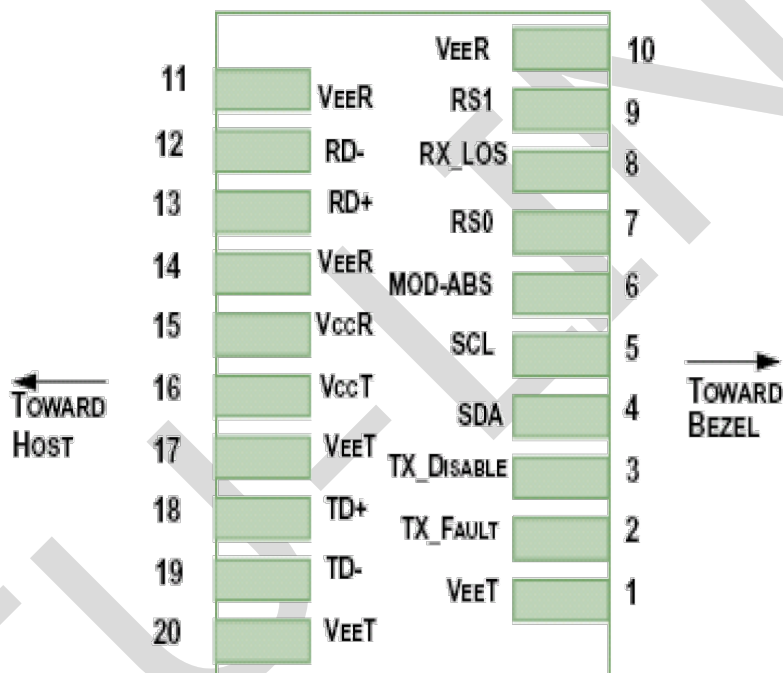 VEER 10
11 VEER
RS1 9
12 RD-
RX_LOS 8
13 RD+
RS0 7
14 VEER
MOD-ABS 6
15 VCCR
SCL 5
16 VCCT
SDA 4
17 VEET
TX_DISABLE 3
18 TD+
TX_FAULT 2
19 TD-
VEET 1
20 VEET
TOWARD
HOST
TOWARD
BEZEL